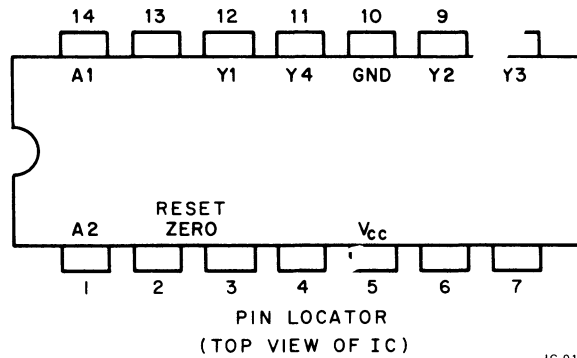 14 13 12 11 10 9
A1 Y1 Y4 GND Y2 Y3
RESET
A2 ZERO VCC
1 2 3 4 5 6 7
PIN LOCATOR
(TOP VIEW OF IC)